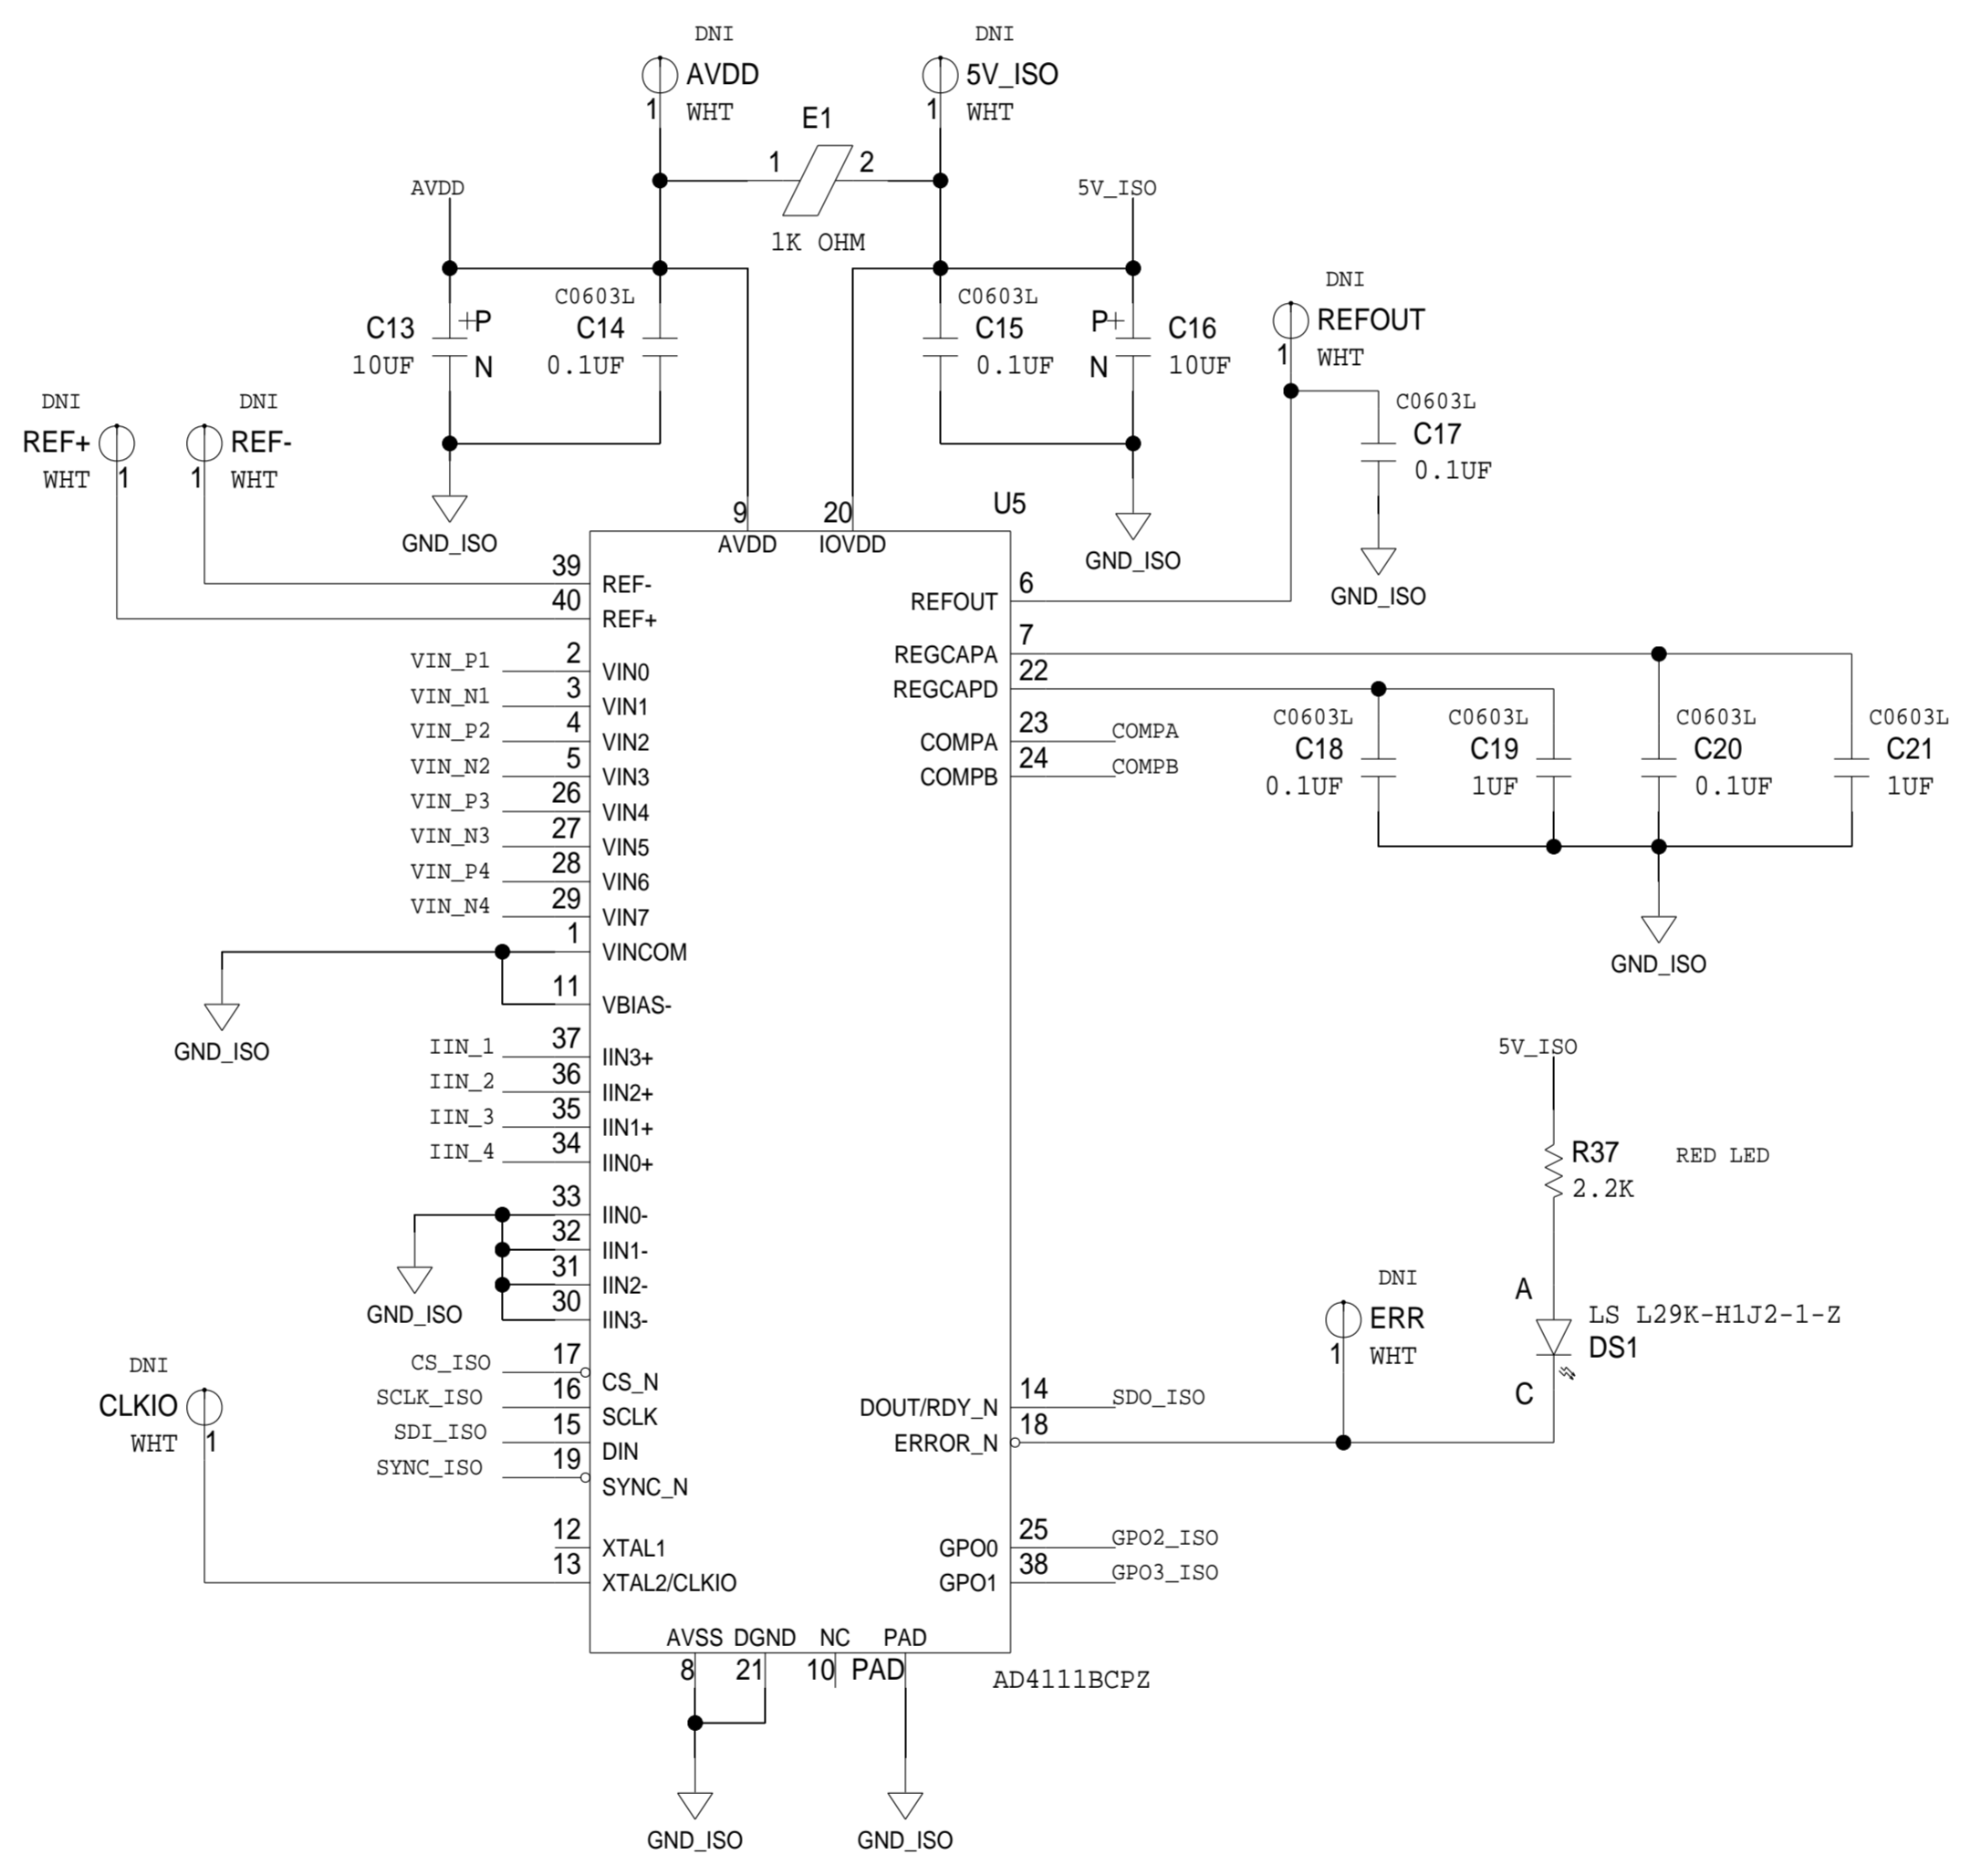 DNI
AVDD
1
WHT
DNI
5V_ISO
1
WHT
E1
1
2
1K OHM
AVDD
5V_ISO
C13
10UF
+P
N
C0603L
C14
0.1UF
C0603L
C15
0.1UF
P+
N
C16
10UF
DNI
REFOUT
1
WHT
C0603L
C17
0.1UF
GND_ISO
DNI
REF+
WHT
1
DNI
REF-
1
WHT
GND_ISO
GND_ISO
U5
9
AVDD
20
IOVDD
39
REF-
40
REF+
VIN_P1
2
VIN0
VIN_N1
3
VIN1
VIN_P2
4
VIN2
VIN_N2
5
VIN3
VIN_P3
26
VIN4
VIN_N3
27
VIN5
VIN_P4
28
VIN6
VIN_N4
29
VIN7
1
VINCOM
11
VBIAS-
GND_ISO
IIN_1
37
IIN3+
IIN_2
36
IIN2+
IIN_3
35
IIN1+
IIN_4
34
IIN0+
33
IIN0-
32
IIN1-
31
IIN2-
30
IIN3-
GND_ISO
CS_ISO
17
CS_N
SCLK_ISO
16
SCLK
SDI_ISO
15
DIN
SYNC_ISO
19
SYNC_N
DNI
CLKIO
WHT
1
12
XTAL1
13
XTAL2/CLKIO
6
REFOUT
7
REGCAPA
22
REGCAPD
23
COMPA
COMPA
24
COMPB
COMPB
C0603L
C18
0.1UF
C0603L
C19
1UF
C0603L
C20
0.1UF
C0603L
C21
1UF
GND_ISO
5V_ISO
R37
2.2K
RED LED
A
LS L29K-H1J2-1-Z
DS1
C
DNI
ERR
1
WHT
14
DOUT/RDY_N
SDO_ISO
18
ERROR_N
25
GPO0
GPO2_ISO
38
GPO1
GPO3_ISO
AVSS
DGND
NC
PAD
8
21
10
PAD
AD4111BCPZ
GND_ISO
GND_ISO